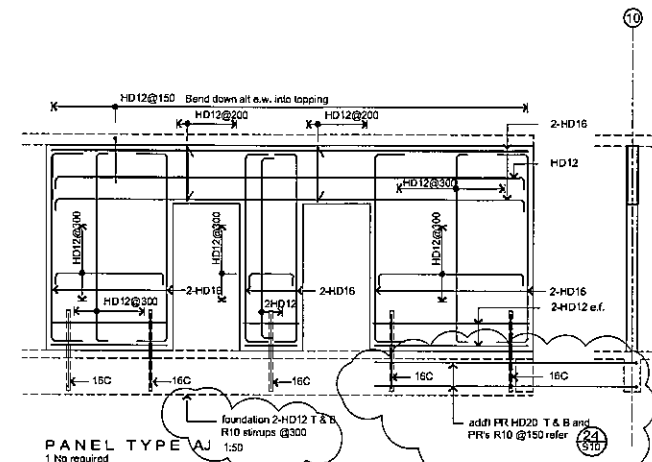 10
HD12@150 Bend down alt e.w. into topping
HD12@200
HD12@200
2-HD16
HD12
HD12@300
HD12@300
HD12@300
HD12@300
2-HD16
2-HD16
2-HD16
HD12@300
2HD12
2-HD12 e.f.
16C
16C
16C
16C
16C
foundation 2-HD12 T & B
R10 stirrups @300
add'l PR HD20 T & B and
PR's R10 @150 refer
24
S10
PANEL TYPE AJ 1:50
1 No required